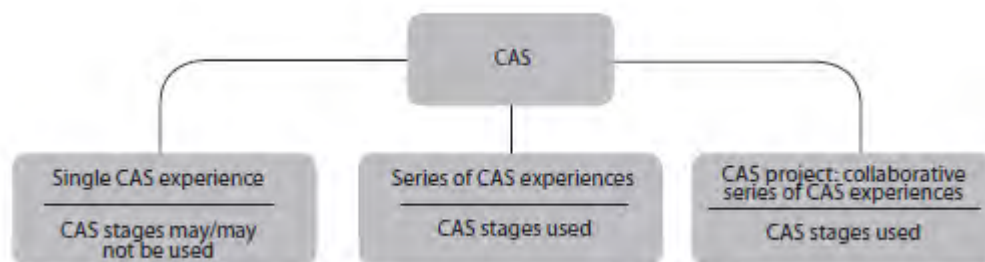 CAS
Single CAS experience
CAS stages may/may
not be used
Series of CAS experiences
CAS stages used
CAS project: collaborative
series of CAS experiences
CAS stages used